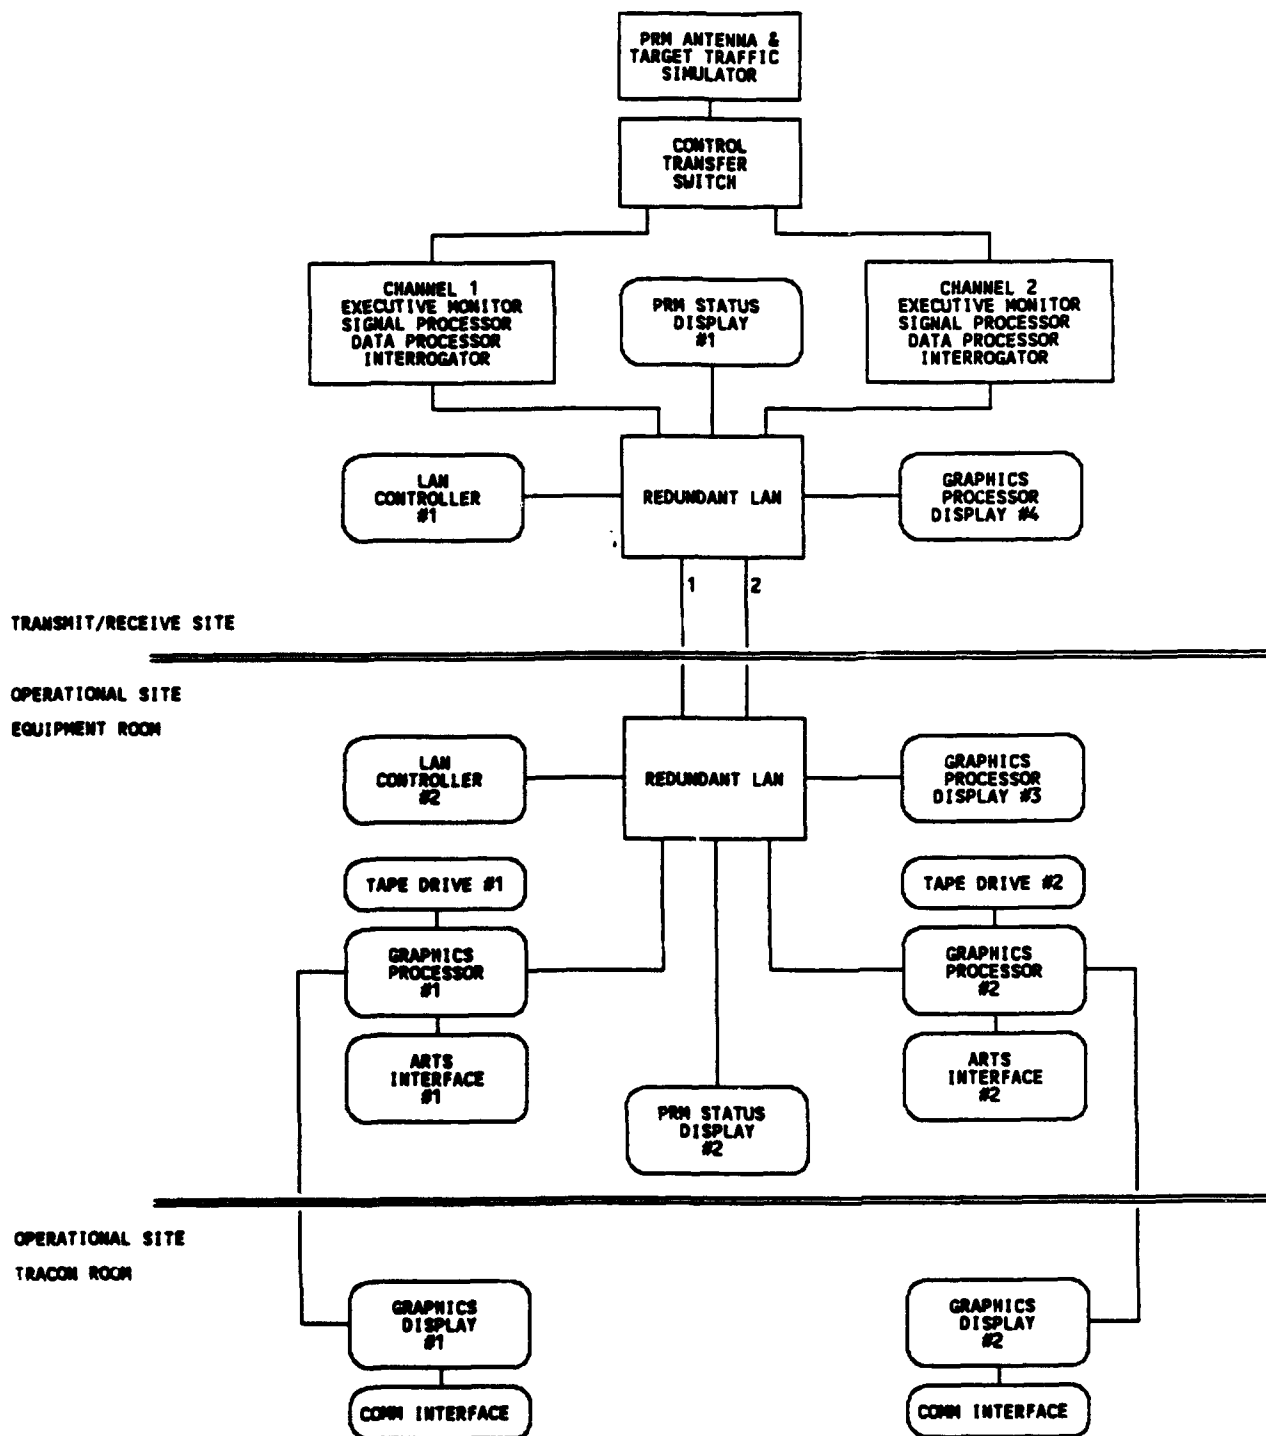 PRM ANTENNA &
TARGET TRAFFIC
SIMULATOR
CONTROL
TRANSFER
SWITCH
CHANNEL 1
EXECUTIVE MONITOR
SIGNAL PROCESSOR
DATA PROCESSOR
INTERROGATOR
PRM STATUS
DISPLAY
#1
CHANNEL 2
EXECUTIVE MONITOR
SIGNAL PROCESSOR
DATA PROCESSOR
INTERROGATOR
LAN
CONTROLLER
#1
REDUNDANT LAN
GRAPHICS
PROCESSOR
DISPLAY #4
1
2
TRANSMIT/RECEIVE SITE
OPERATIONAL SITE
EQUIPMENT ROOM
LAN
CONTROLLER
#2
REDUNDANT LAN
GRAPHICS
PROCESSOR
DISPLAY #3
TAPE DRIVE #1
TAPE DRIVE #2
GRAPHICS
PROCESSOR
#1
GRAPHICS
PROCESSOR
#2
ARTS
INTERFACE
#1
ARTS
INTERFACE
#2
PRM STATUS
DISPLAY
#2
OPERATIONAL SITE
TRACON ROOM
GRAPHICS
DISPLAY
#1
GRAPHICS
DISPLAY
#2
COMM INTERFACE
COMM INTERFACE